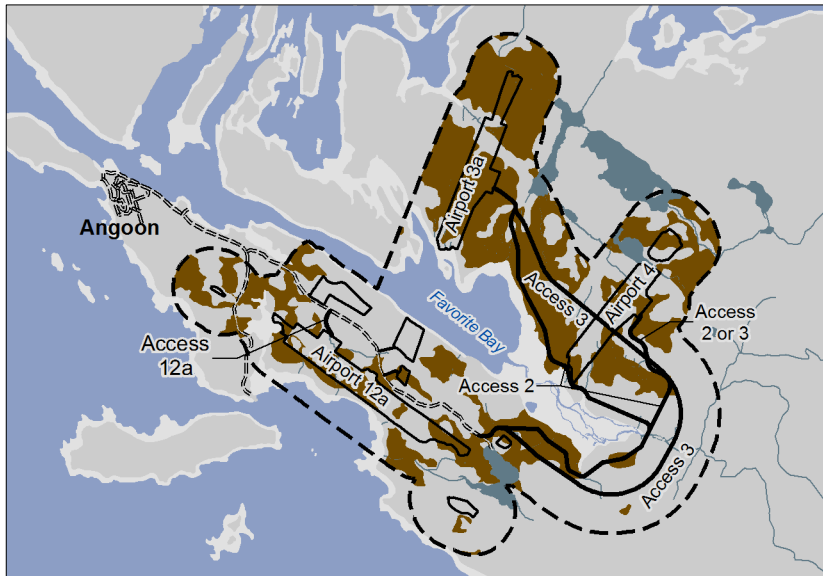 Airport 3a
Angoon
Access 3
Airport 4
Favorite Bay
Access
2 or 3
Access
12a
Airport 12a
Access 2
Access 3